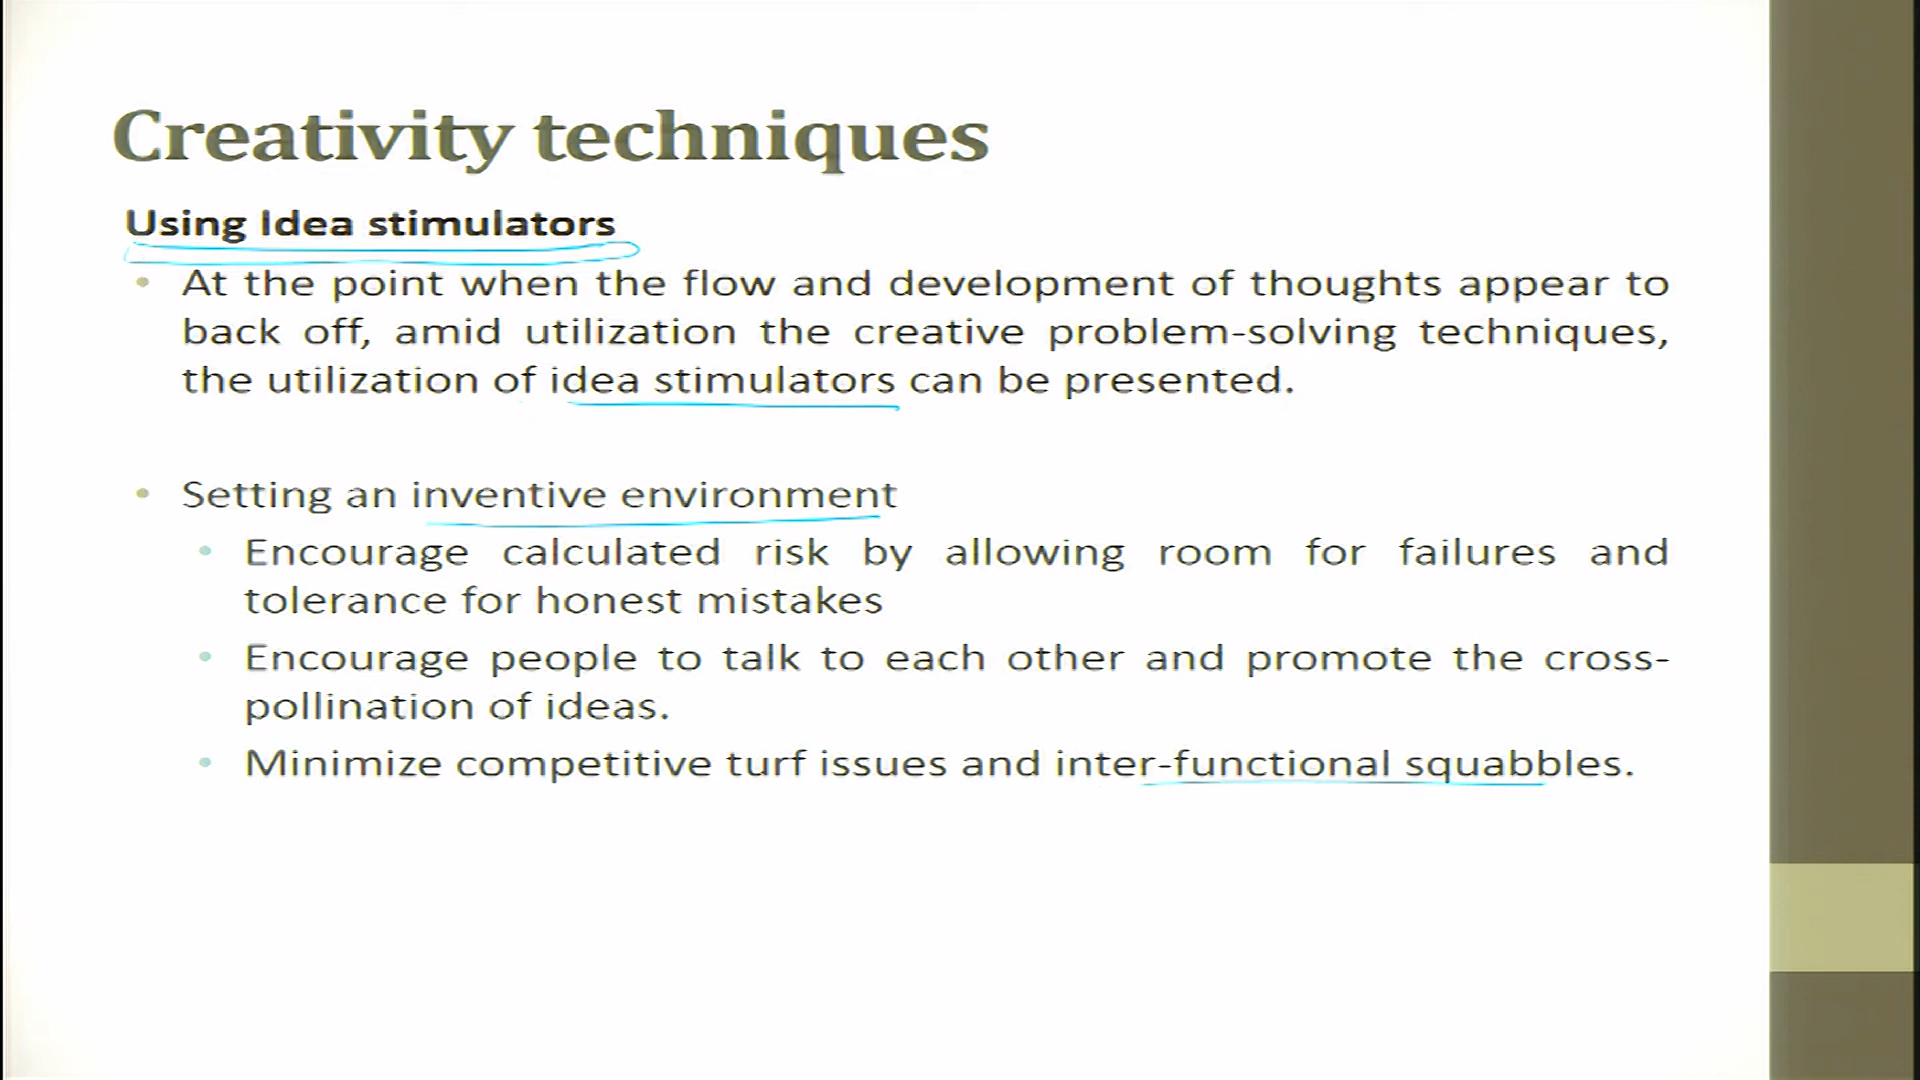 Creativity techniques
Using Idea stimulators
• At the point when the flow and development of thoughts appear to
back off, amid utilization the creative problem-solving techniques,
the utilization of idea stimulators can be presented.
• Setting an inventive environment
• Encourage calculated risk by allowing room for failures and
tolerance for honest mistakes
• Encourage people to talk to each other and promote the cross-
pollination of ideas.
• Minimize competitive turf issues and inter-functional squabbles.